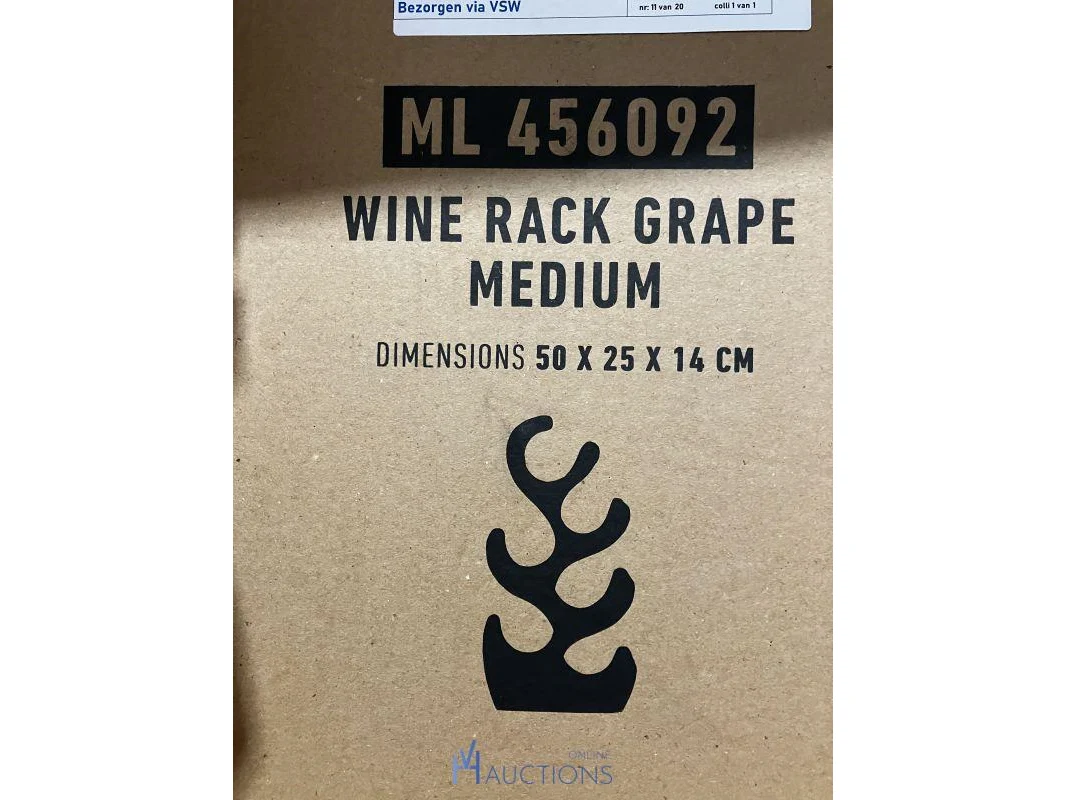 Bezorgen via VSW
nr: 11 van 20 colli 1 van 1
ML 456092
WINE RACK GRAPE
MEDIUM
DIMENSIONS 50 X 25 X 14 CM
ONLINE
AUCTIONS